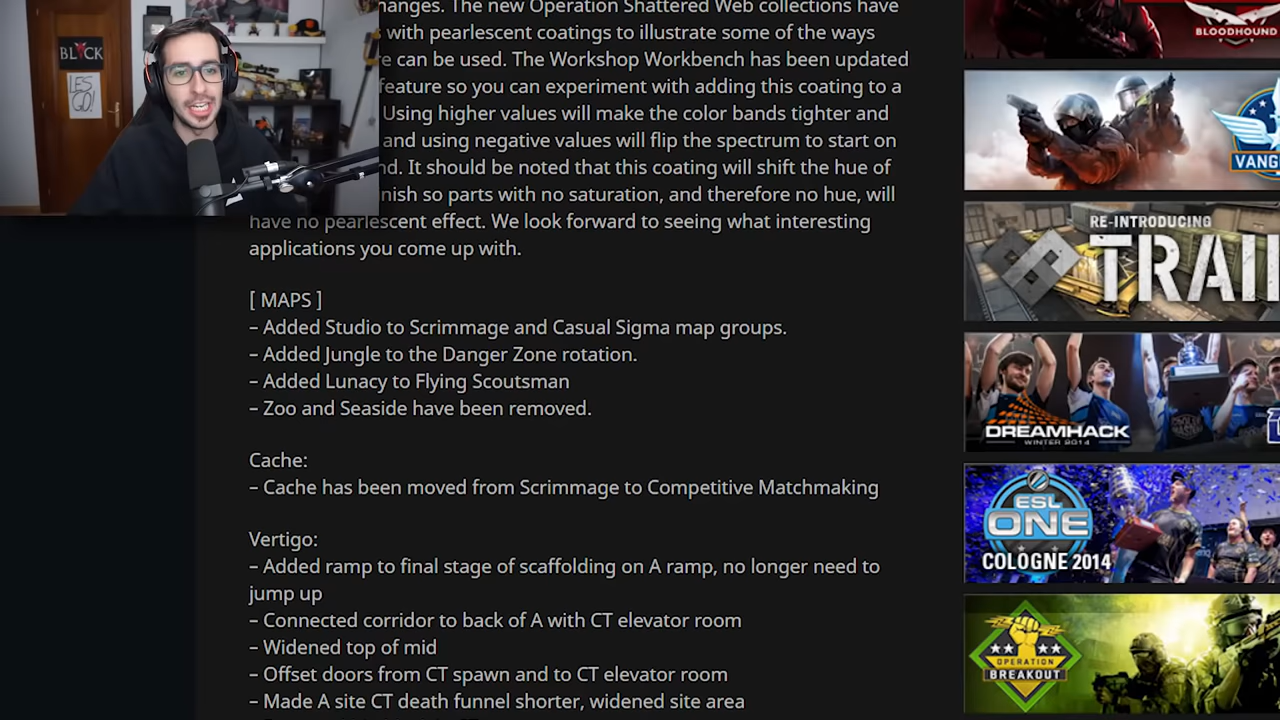 BLACK
LES
GO!
hanges. The new Operation Shattered Web collections have
with pearlescent coatings to illustrate some of the ways
can be used. The Workshop Workbench has been updated
feature so you can experiment with adding this coating to a
Using higher values will make the color bands tighter and
and using negative values will flip the spectrum to start on
nd. It should be noted that this coating will shift the hue of
nish so parts with no saturation, and therefore no hue, will
have no pearlescent effect. We look forward to seeing what interesting
applications you come up with.
[ MAPS ]
– Added Studio to Scrimmage and Casual Sigma map groups.
– Added Jungle to the Danger Zone rotation.
– Added Lunacy to Flying Scoutsman
– Zoo and Seaside have been removed.
Cache:
– Cache has been moved from Scrimmage to Competitive Matchmaking
Vertigo:
– Added ramp to final stage of scaffolding on A ramp, no longer need to
jump up
– Connected corridor to back of A with CT elevator room
– Widened top of mid
– Offset doors from CT spawn and to CT elevator room
– Made A site CT death funnel shorter, widened site area
BLOODHOUND
VANG
RE-INTRODUCING
TRAI
DREAMHACK
WINTER 2014
ESL
ONE
COLOGNE 2014
OPERATION
BREAKOUT